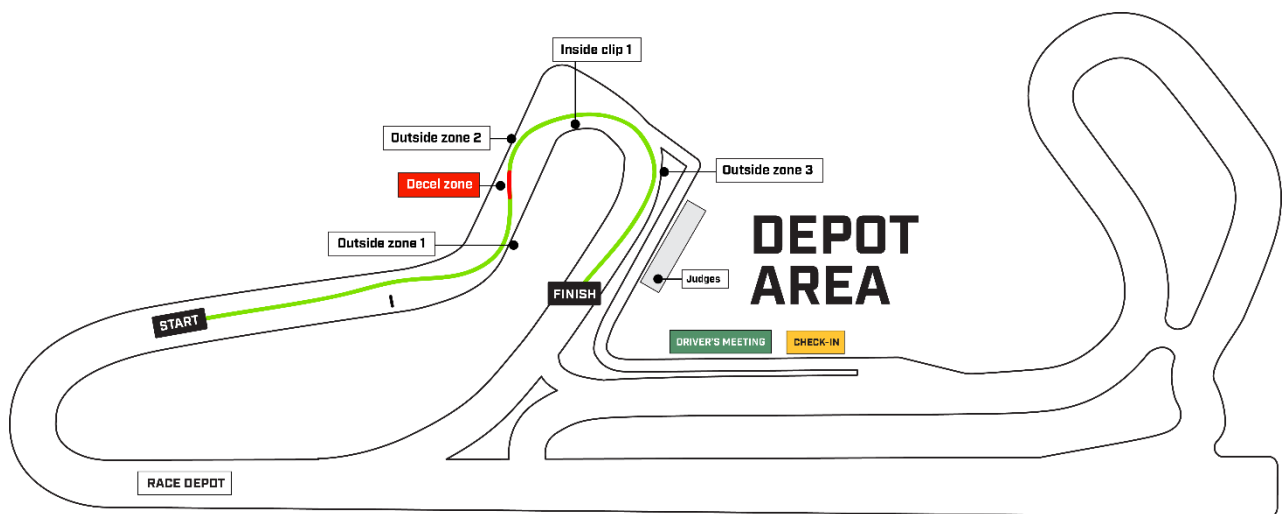 Inside clip 1
Outside zone 2
Decel zone
Outside zone 3
Outside zone 1
DEPOT
AREA
Judges
FINISH
START
DRIVER'S MEETING
CHECK-IN
RACE DEPOT